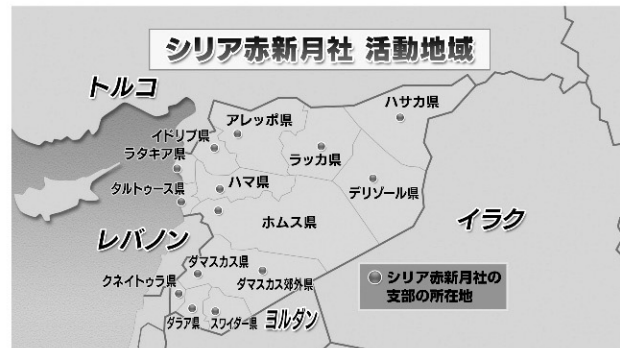 シリア赤新月社 活動地域
トルコ
ハサカ県
アレッポ県
イドリブ県
ラタキア県
ラッカ県
ハマ県
デリゾール県
タルトゥース県
ホムス県
イラク
レバノン
ダマスカス県
クネイトゥラ県
ダマスカス郊外県
シリア赤新月社の
支部の所在地
ダラア県
スワイダー県
ヨルダン